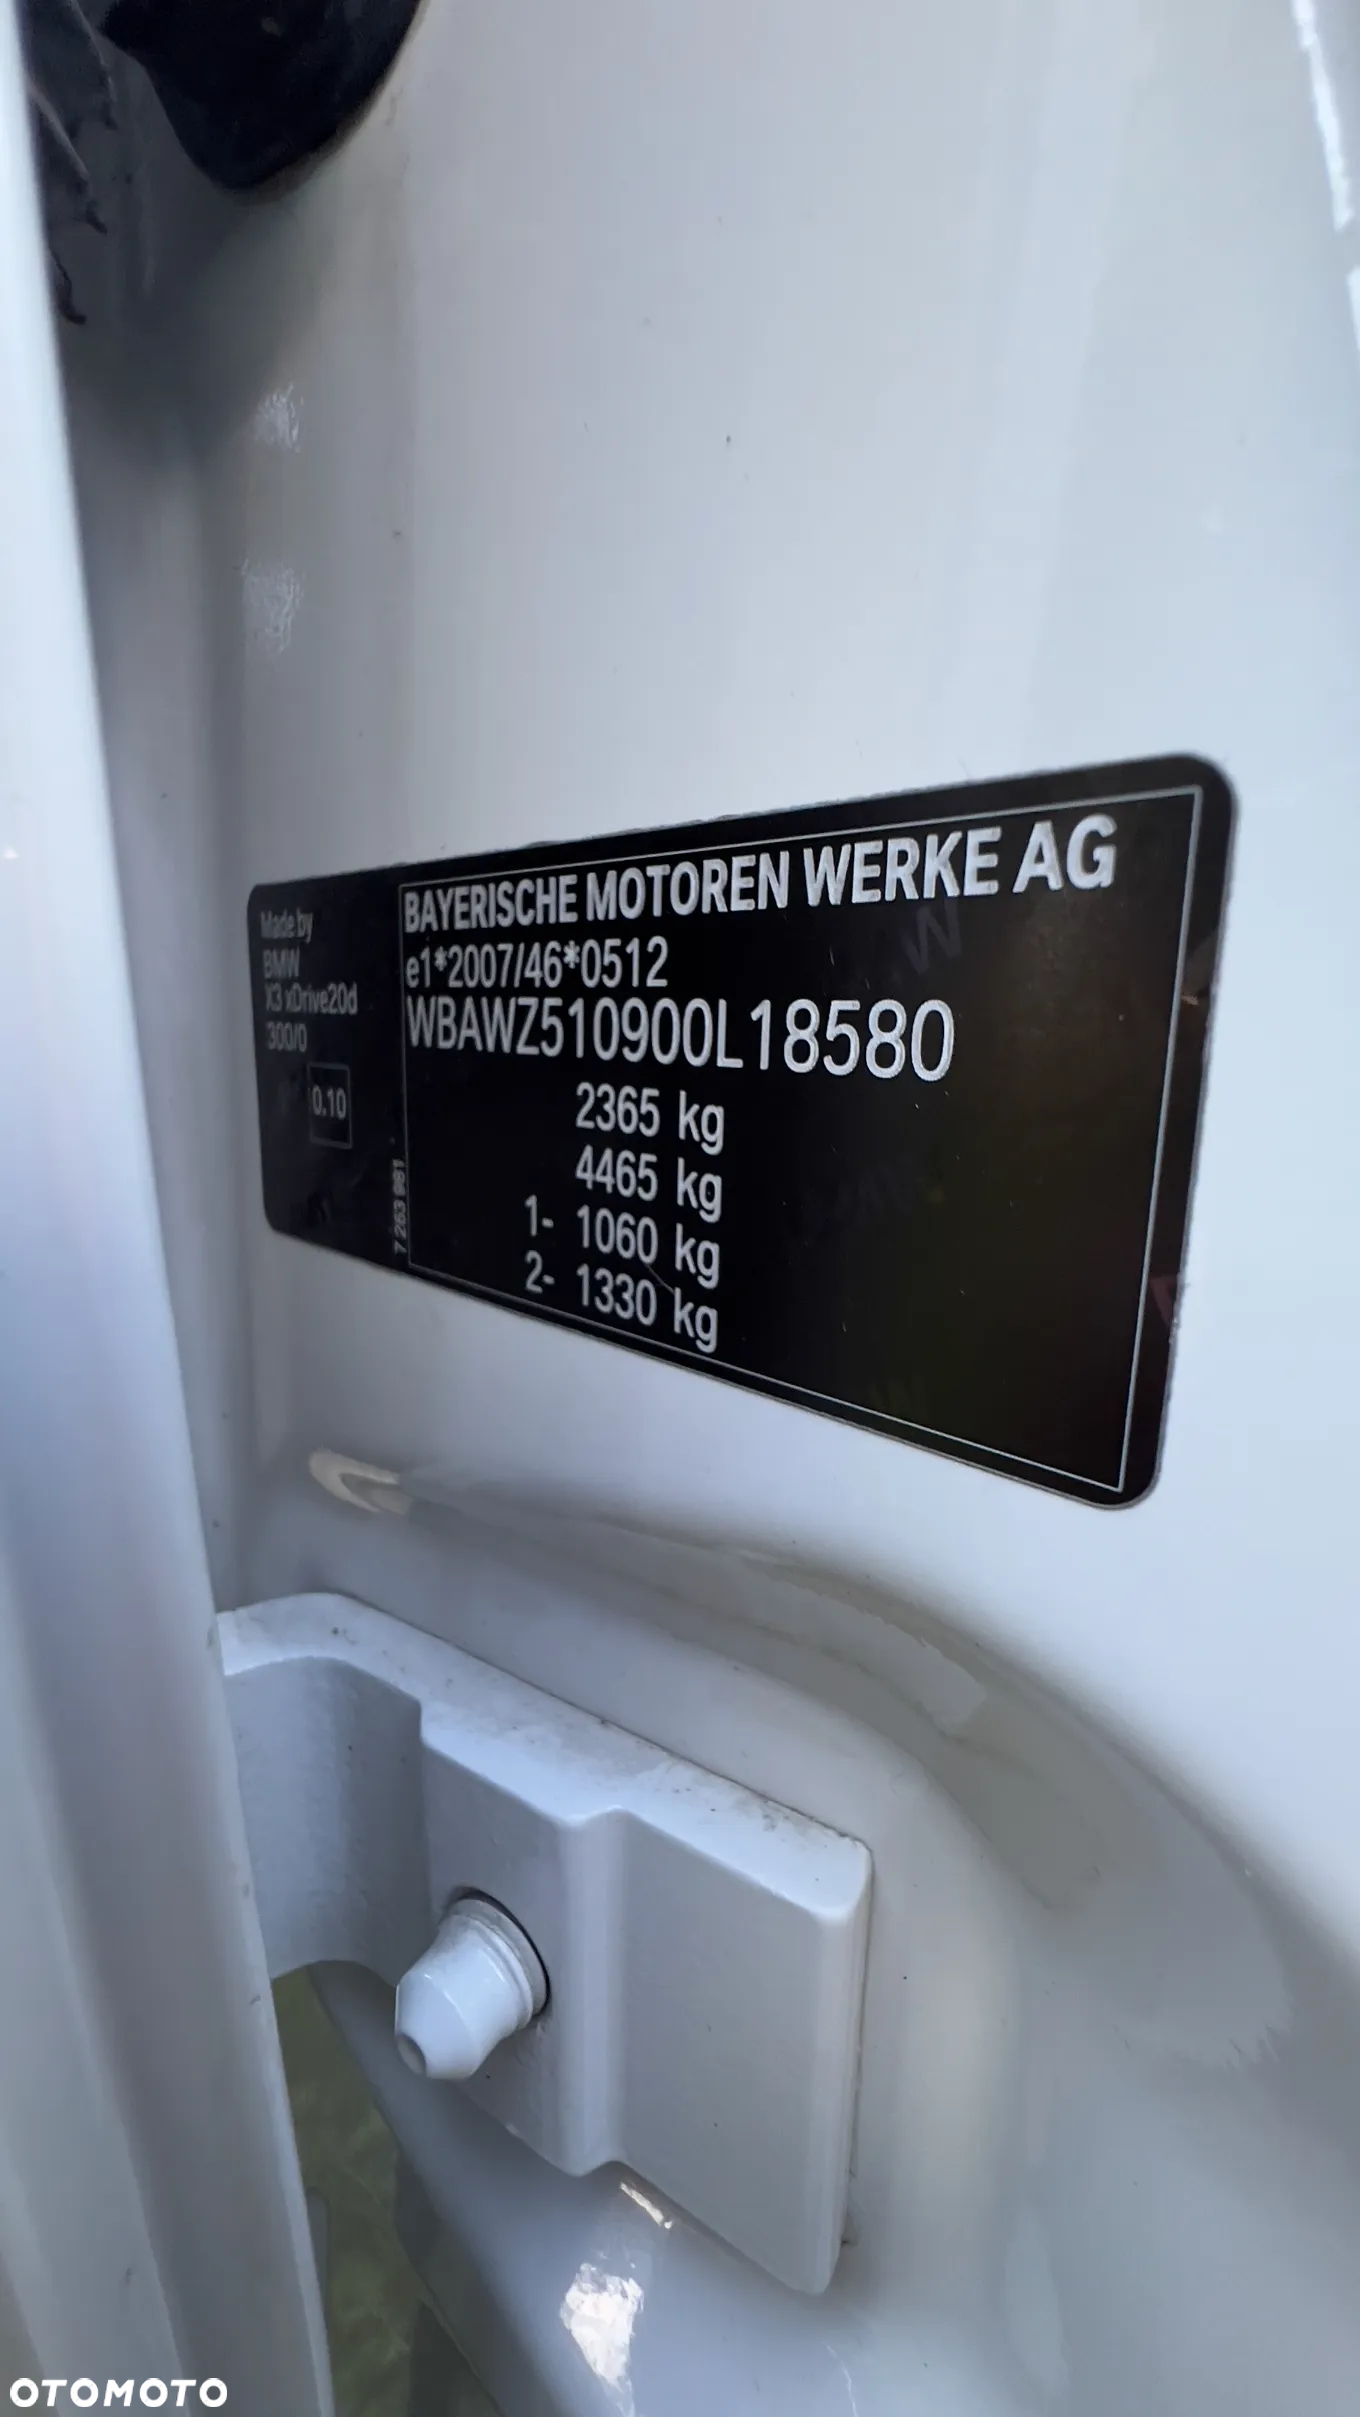 Made by
BMW
X3 xDrive20d
300/0
0.10
7 263 961
BAYERISCHE MOTOREN WERKE AG
e1*2007/46*0512
WBAWZ510900L18580
2365 kg
4465 kg
1- 1060 kg
2- 1330 kg
OTOMOTO